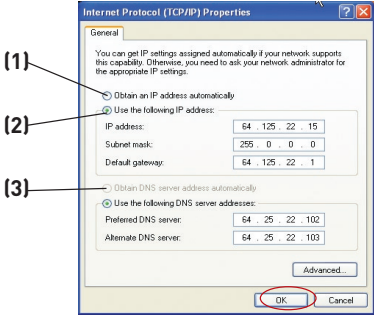 Internet Protocol (TCP/IP) Properties
General
You can get IP settings assigned automatically if your network supports
this capability. Otherwise, you need to ask your network administrator for
the appropriate IP settings.
(1)
Obtain an IP address automatically
(2)
Use the following IP address:
IP address: 64 . 125 . 22 . 15
Subnet mask: 255 . 0 . 0 . 0
Default gateway: 64 . 125 . 22 . 1
(3)
Obtain DNS server address automatically
Use the following DNS server addresses:
Preferred DNS server: 64 . 25 . 22 . 102
Alternate DNS server: 64 . 25 . 22 . 103
Advanced...
OK Cancel